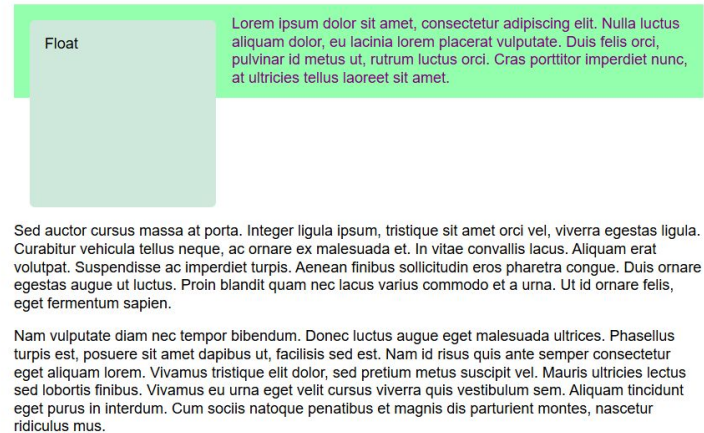 Float
Lorem ipsum dolor sit amet, consectetur adipiscing elit. Nulla luctus
aliquam dolor, eu lacinia lorem placerat vulputate. Duis felis orci,
pulvinar id metus ut, rutrum luctus orci. Cras porttitor imperdiet nunc,
at ultricies tellus laoreet sit amet.
Sed auctor cursus massa at porta. Integer ligula ipsum, tristique sit amet orci vel, viverra egestas ligula.
Curabitur vehicula tellus neque, ac ornare ex malesuada et. In vitae convallis lacus. Aliquam erat
volutpat. Suspendisse ac imperdiet turpis. Aenean finibus sollicitudin eros pharetra congue. Duis ornare
egestas augue ut luctus. Proin blandit quam nec lacus varius commodo et a urna. Ut id ornare felis,
eget fermentum sapien.
Nam vulputate diam nec tempor bibendum. Donec luctus augue eget malesuada ultrices. Phasellus
turpis est, posuere sit amet dapibus ut, facilisis sed est. Nam id risus quis ante semper consectetur
eget aliquam lorem. Vivamus tristique elit dolor, sed pretium metus suscipit vel. Mauris ultricies lectus
sed lobortis finibus. Vivamus eu urna eget velit cursus viverra quis vestibulum sem. Aliquam tincidunt
eget purus in interdum. Cum sociis natoque penatibus et magnis dis parturient montes, nascetur
ridiculus mus.